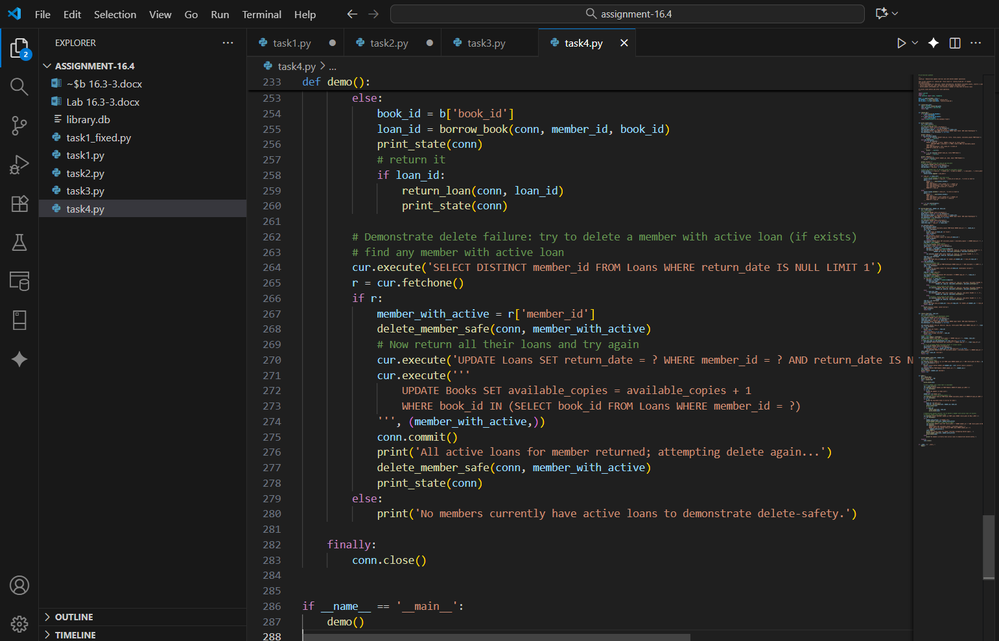 File Edit Selection View Go Run Terminal Help
assignment-16.4
EXPLORER
2
ASSIGNMENT-16.4
~$b 16.3-3.docx
Lab 16.3-3.docx
library.db
task1_fixed.py
task1.py
task2.py
task3.py
task4.py
OUTLINE
TIMELINE
task1.py task2.py task3.py task4.py
task4.py > ...
233 def demo():
253 else:
254 book_id = b['book_id']
255 loan_id = borrow_book(conn, member_id, book_id)
256 print_state(conn)
257 # return it
258 if loan_id:
259 return_loan(conn, loan_id)
260 print_state(conn)
261
262 # Demonstrate delete failure: try to delete a member with active loan (if exists)
263 # find any member with active loan
264 cur.execute('SELECT DISTINCT member_id FROM Loans WHERE return_date IS NULL LIMIT 1')
265 r = cur.fetchone()
266 if r:
267 member_with_active = r['member_id']
268 delete_member_safe(conn, member_with_active)
269 # Now return all their loans and try again
270 cur.execute('UPDATE Loans SET return_date = ? WHERE member_id = ? AND return_date IS N
271 cur.execute('''
272 UPDATE Books SET available_copies = available_copies + 1
273 WHERE book_id IN (SELECT book_id FROM Loans WHERE member_id = ?)
274 ''', (member_with_active,))
275 conn.commit()
276 print('All active loans for member returned; attempting delete again...')
277 delete_member_safe(conn, member_with_active)
278 print_state(conn)
279 else:
280 print('No members currently have active loans to demonstrate delete-safety.')
281
282 finally:
283 conn.close()
284
285
286 if __name__ == '__main__':
287 demo()
288